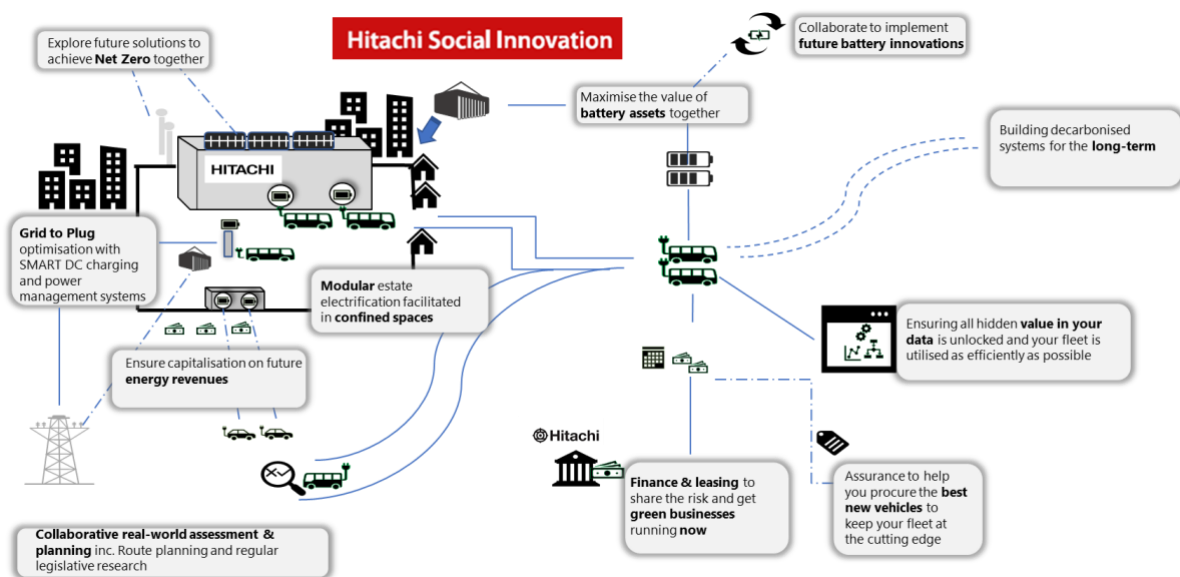 Hitachi Social Innovation
Explore future solutions to
achieve Net Zero together
Collaborate to implement
future battery innovations
Maximise the value of
battery assets together
Building decarbonised
systems for the long-term
HITACHI
Grid to Plug
optimisation with
SMART DC charging
and power
management systems
Modular estate
electrification facilitated
in confined spaces
Ensuring all hidden value in your
data is unlocked and your fleet is
utilised as efficiently as possible
Ensure capitalisation on future
energy revenues
Hitachi
Finance & leasing to
share the risk and get
green businesses
running now
Assurance to help
you procure the best
new vehicles to
keep your fleet at
the cutting edge
Collaborative real-world assessment &
planning inc. Route planning and regular
legislative research